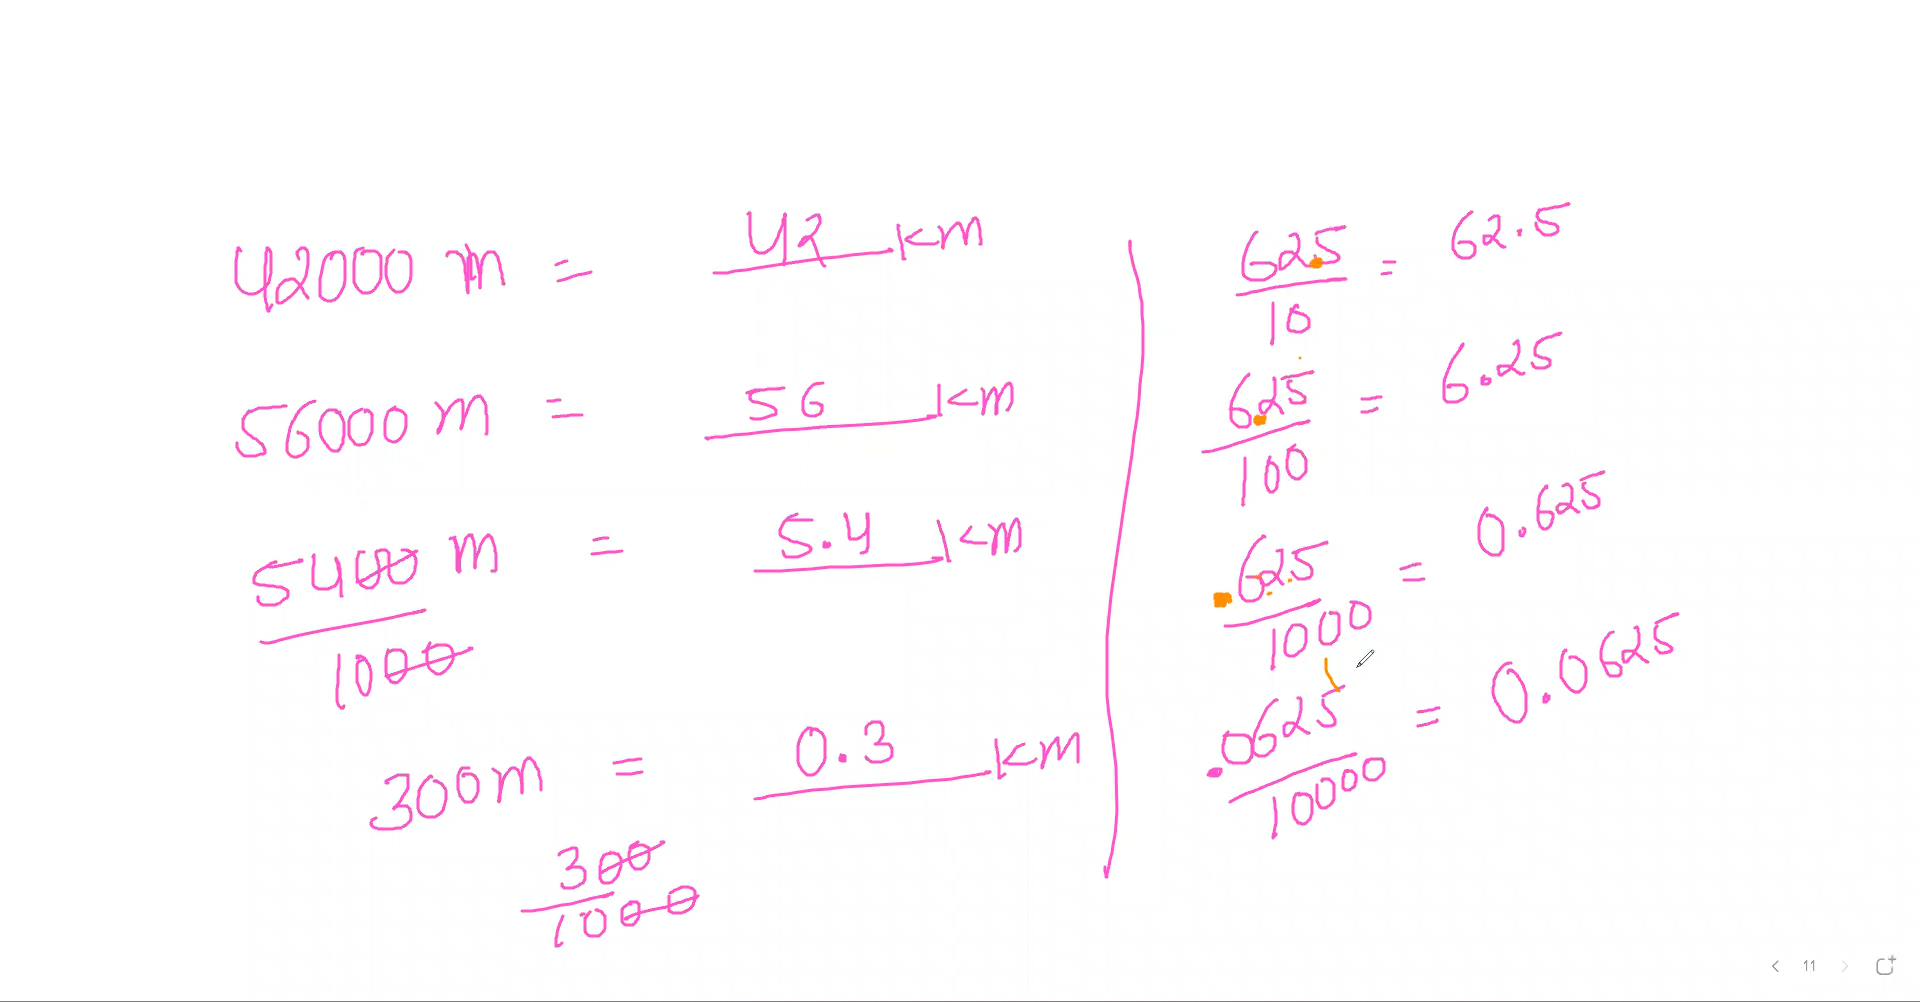 42000 m = 42 km
56000 m = 56 km
5400 m = 5.4 km
1000
300m = 0.3 km
300
1000
625 = 62.5
10
625 = 6.25
100
.625 = 0.625
1000
.0625 = 0.0625
10000
< 11 >